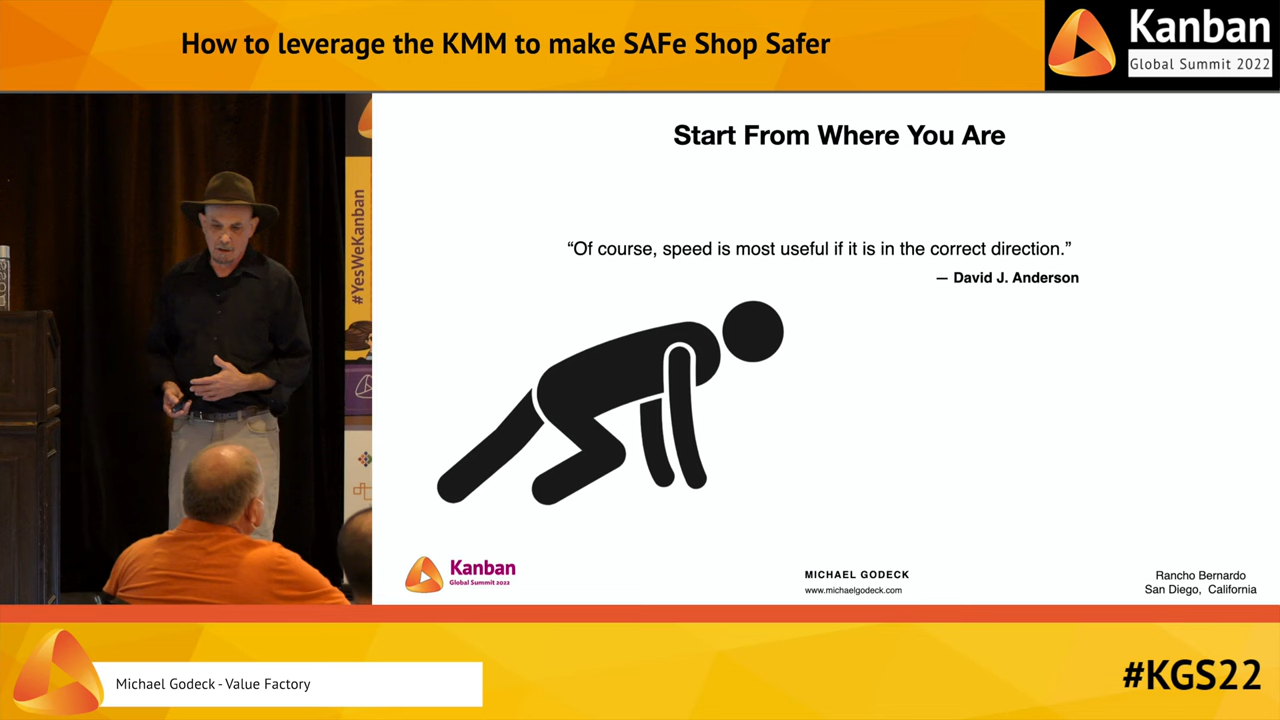 How to leverage the KMM to make SAFe Shop Safer
Kanban
Global Summit 2022
#YesWeKanban
Start From Where You Are
“Of course, speed is most useful if it is in the correct direction.”
— David J. Anderson
Kanban
Global Summit 2022
MICHAEL GODECK
www.michaelgodeck.com
Rancho Bernardo
San Diego, California
Michael Godeck - Value Factory
#KGS22